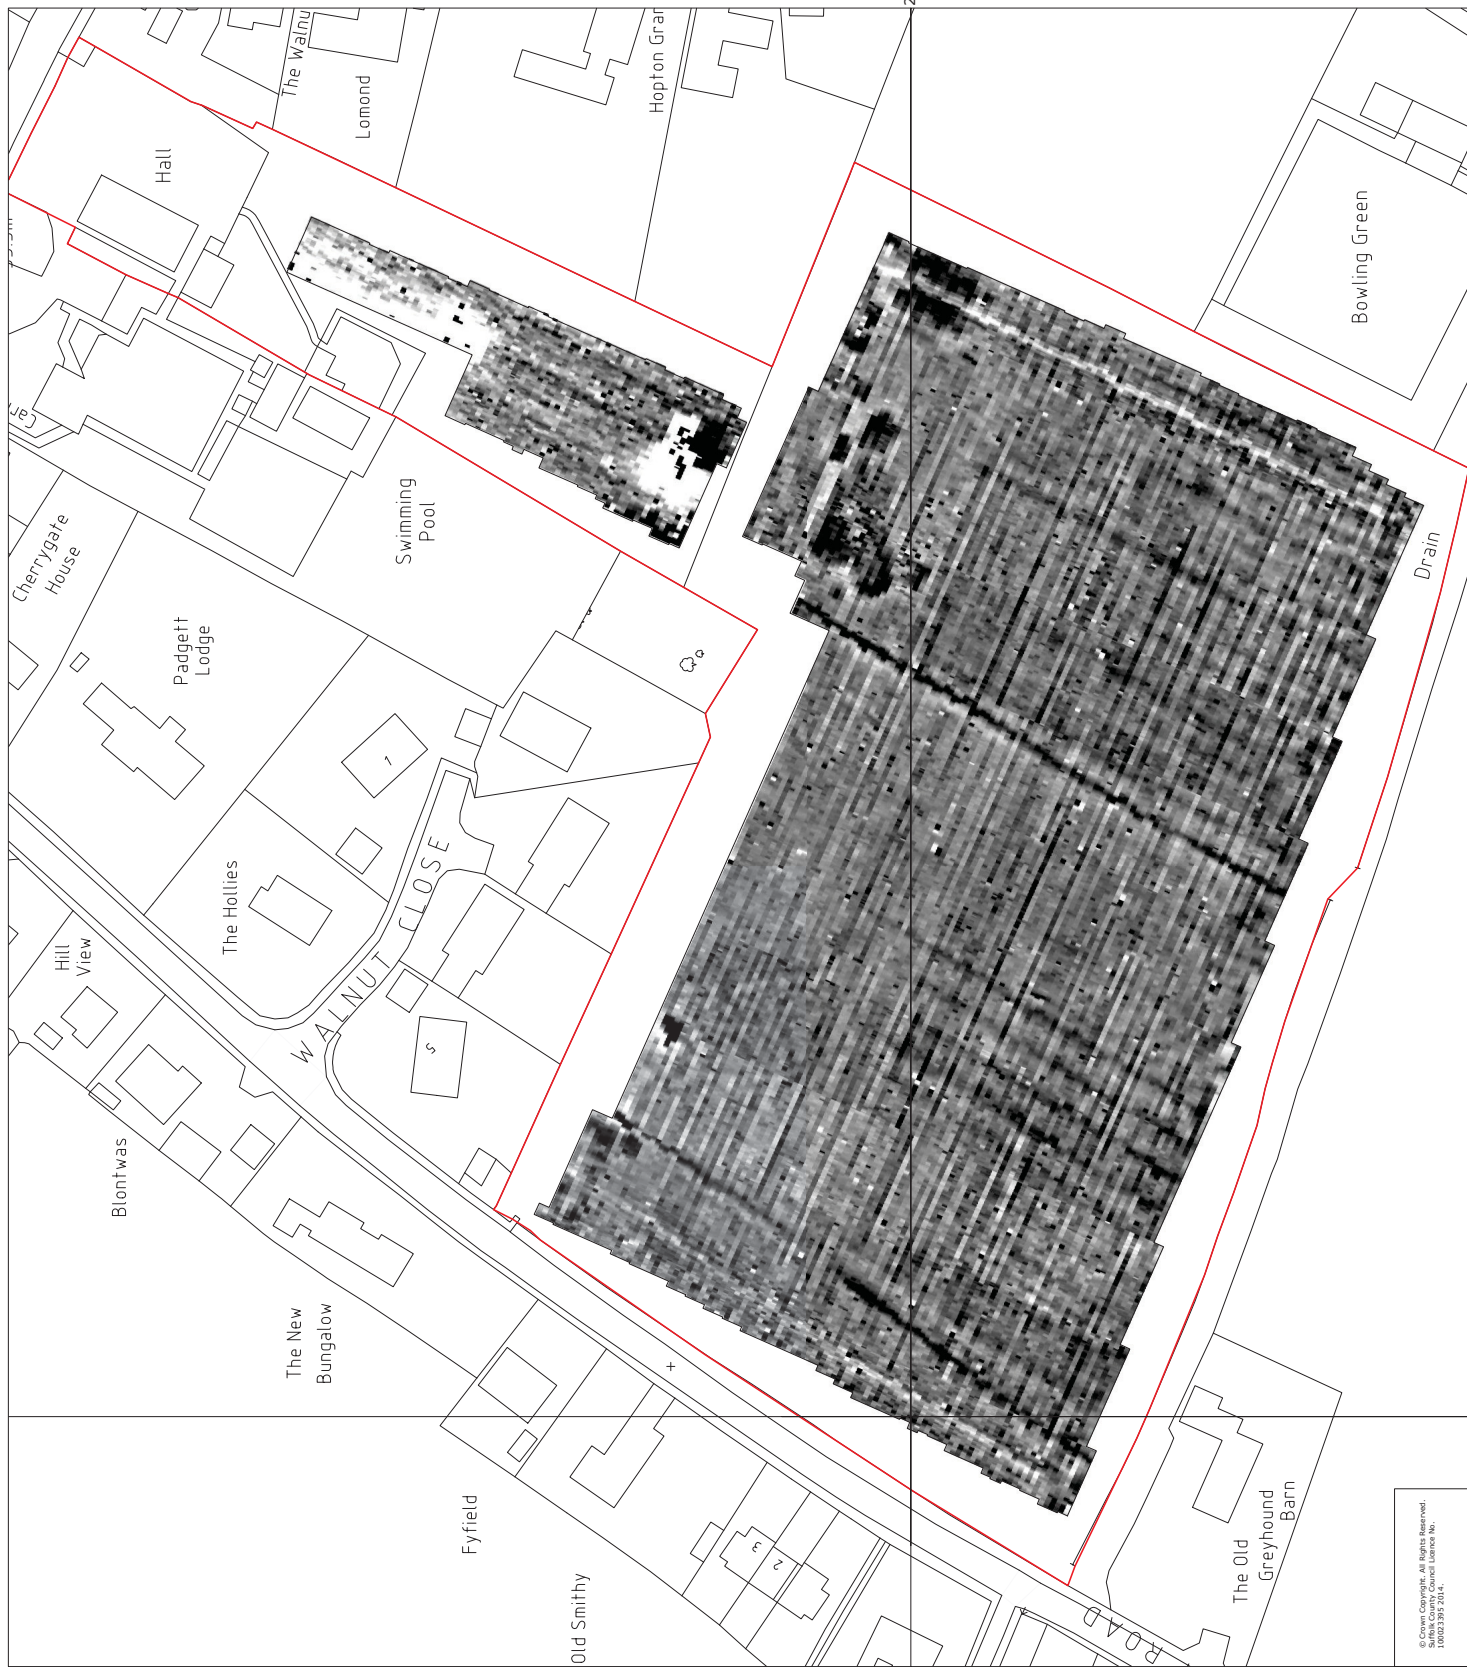 The Walnu
Lomond
Hopton Gran
Hall
Bowling Green
Cherrygate
House
Swimming
Pool
Padgett
Lodge
Drain
1
The Hollies
WALNUT CLOSE
Hill
View
5
Blontwas
The New
Bungalow
Fyfield
3
2
Old Smithy
The Old
Greyhound
Barn
ROAD
© Crown Copyright. All Rights Reserved.
Suffolk County Council Licence No.
100023395 2014.